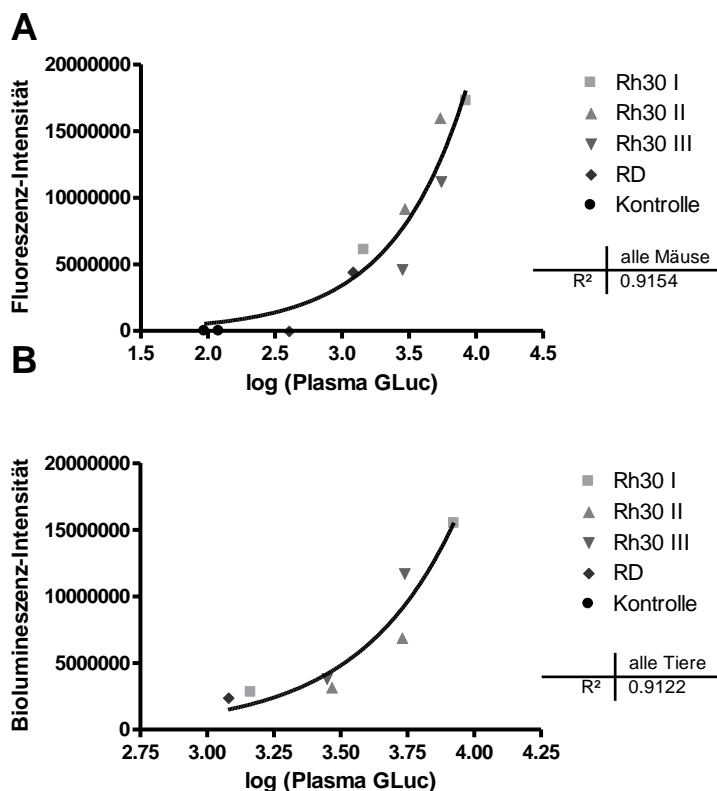 A
Fluoreszenz-Intensität
20000000
15000000
10000000
5000000
0
1.5 2.0 2.5 3.0 3.5 4.0 4.5
log (Plasma GLuc)
Rh30 I
Rh30 II
Rh30 III
RD
Kontrolle
alle Mäuse
R² 0.9154
B
Biolumineszenz-Intensität
20000000
15000000
10000000
5000000
0
2.75 3.00 3.25 3.50 3.75 4.00 4.25
log (Plasma GLuc)
Rh30 I
Rh30 II
Rh30 III
RD
Kontrolle
alle Tiere
R² 0.9122